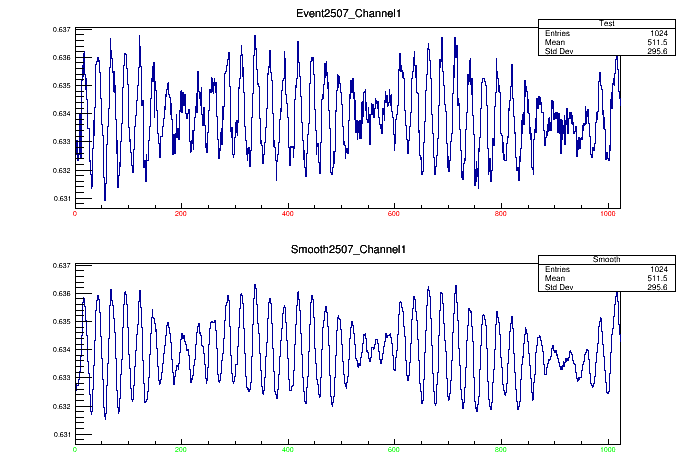 Event2507_Channel1
Test
Entries 1024
Mean 511.5
Std Dev 295.6
0.637
0.636
0.635
0.634
0.633
0.632
0.631
0 200 400 600 800 1000
Smooth2507_Channel1
Smooth
Entries 1024
Mean 511.5
Std Dev 295.6
0.637
0.636
0.635
0.634
0.633
0.632
0.631
0 200 400 600 800 1000